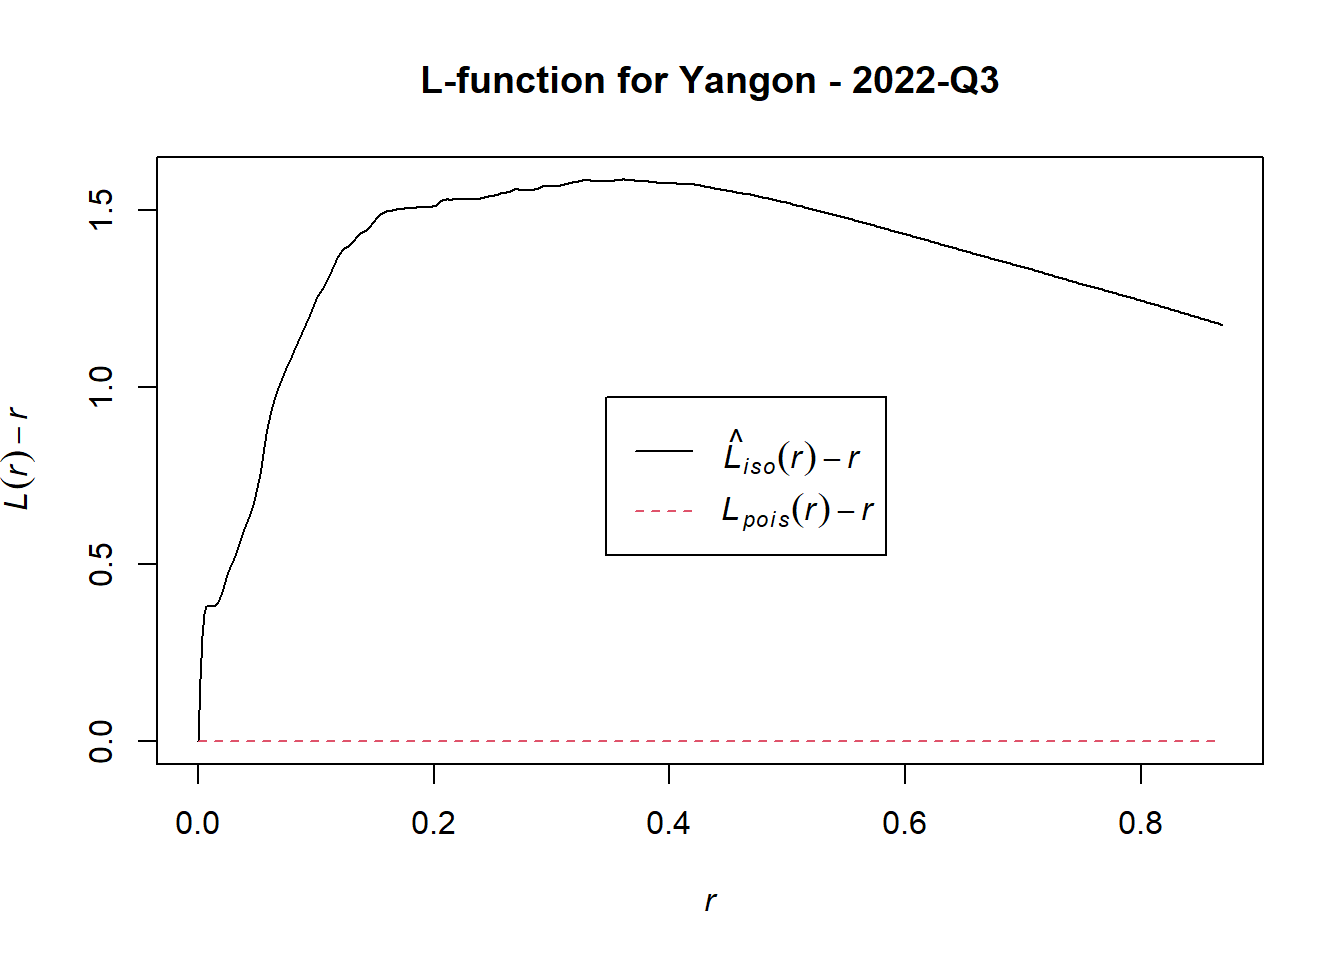 L-function for Yangon - 2022-Q3
L(r) − r
1.5
1.0
0.5
0.0
L̂iso(r) − r
Lpois(r) − r
0.0 0.2 0.4 0.6 0.8
r